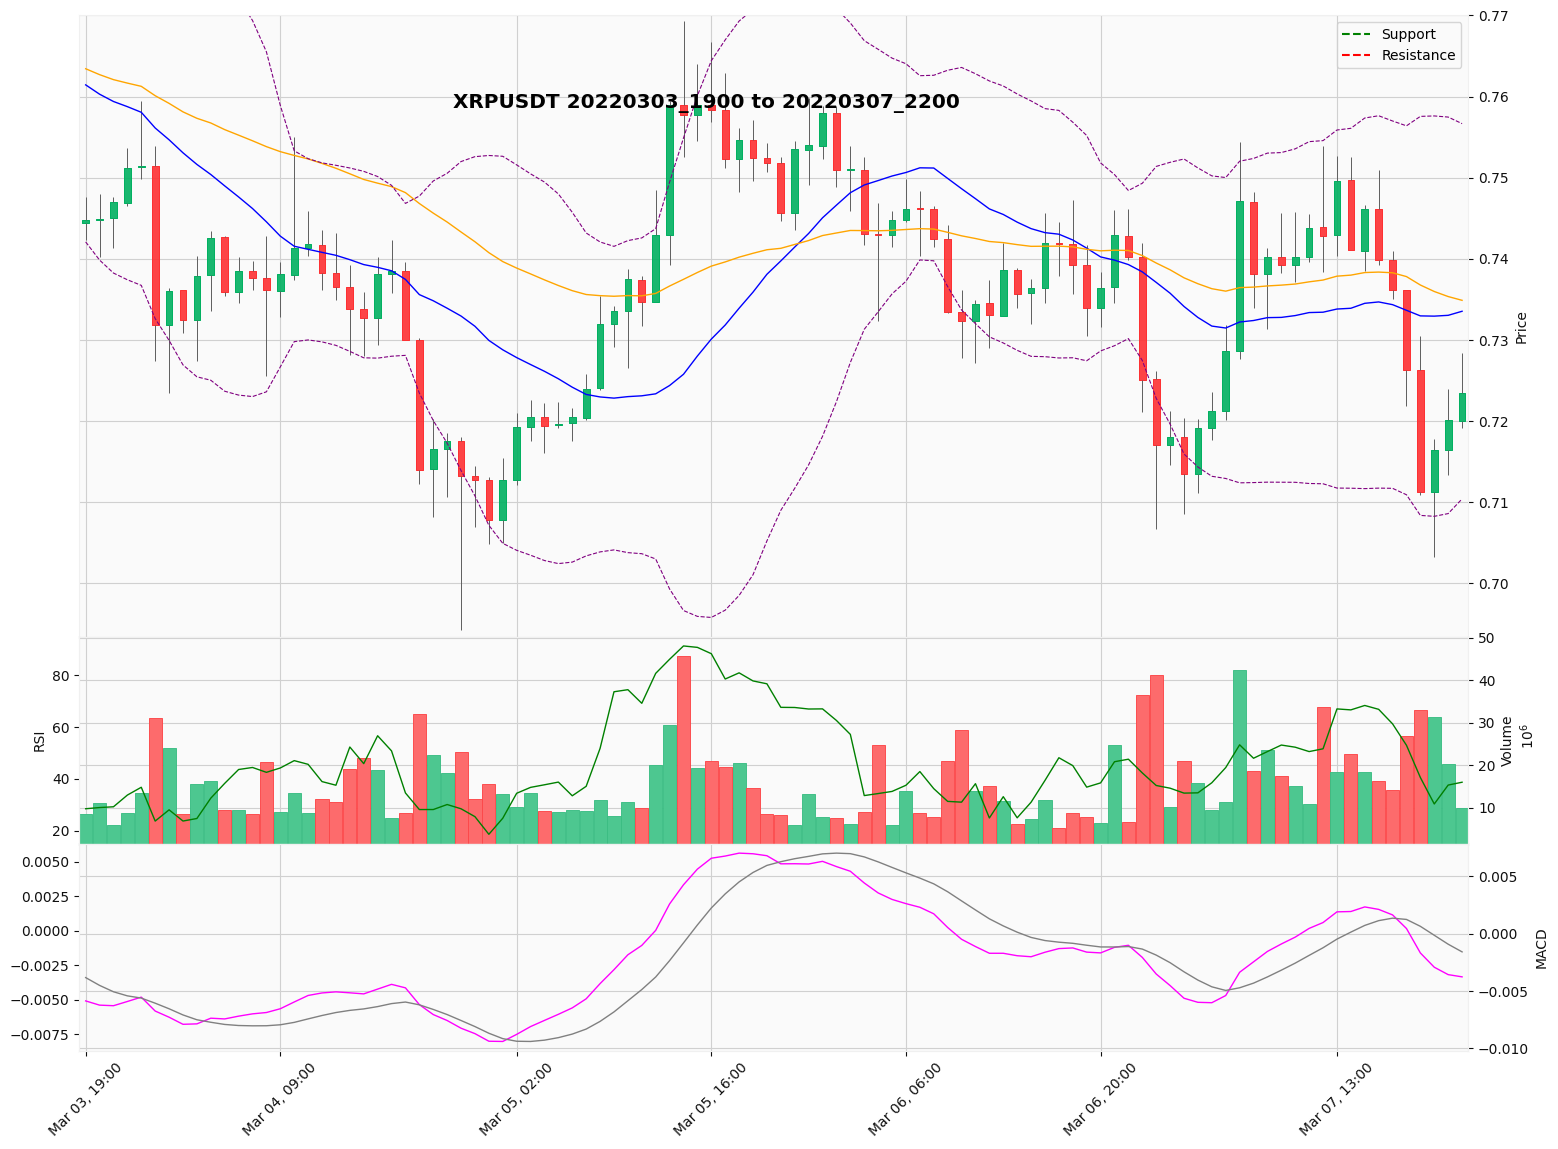 XRPUSDT 20220303_1900 to 20220307_2200
Support
Resistance
0.77
0.76
0.75
0.74
0.73
0.72
0.71
0.70
Price
80
60
40
20
RSI
50
40
30
20
10
Volume
10^6
0.0050
0.0025
0.0000
−0.0025
−0.0050
−0.0075
0.005
0.000
−0.005
−0.010
MACD
Mar 03, 19:00
Mar 04, 09:00
Mar 05, 02:00
Mar 05, 16:00
Mar 06, 06:00
Mar 06, 20:00
Mar 07, 13:00